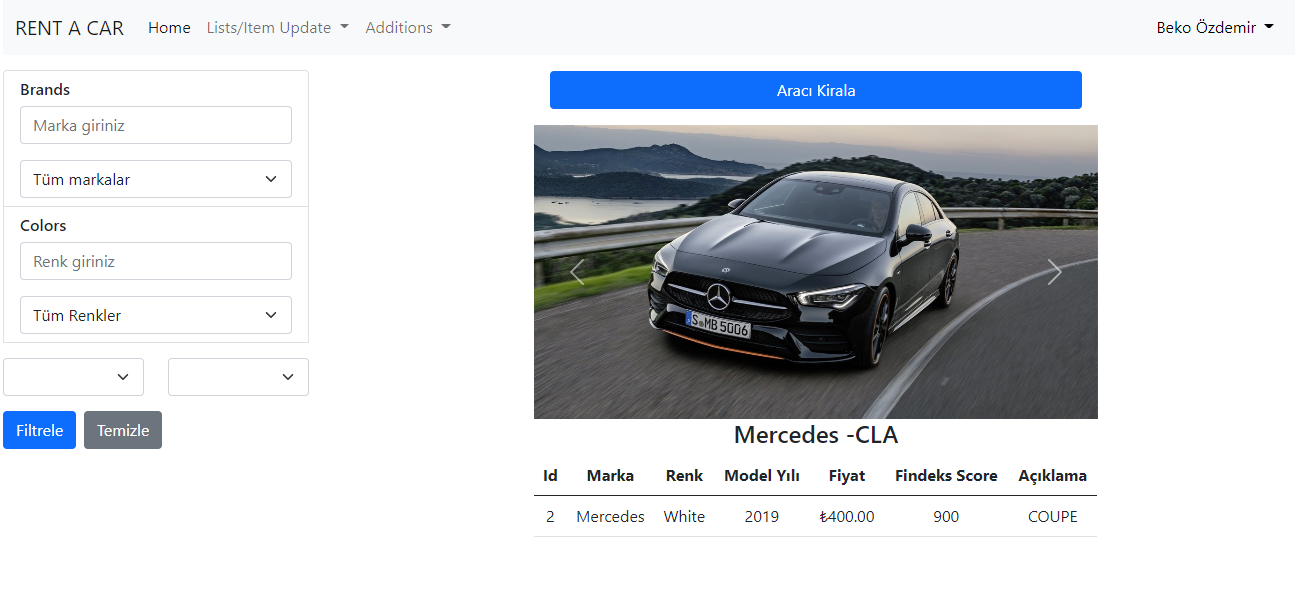 RENT A CAR Home Lists/Item Update Additions Beko Özdemir
Brands
Marka giriniz
Tüm markalar
Colors
Renk giriniz
Tüm Renkler
Filtrele Temizle
Aracı Kirala
S MB 5006
Mercedes -CLA
Id Marka Renk Model Yılı Fiyat Findeks Score Açıklama
2 Mercedes White 2019 ₺400.00 900 COUPE